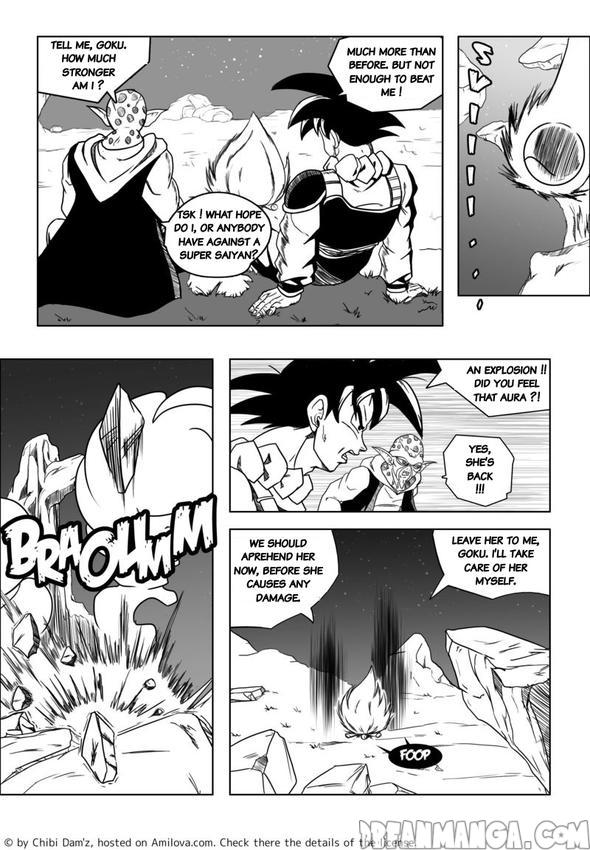 TELL ME, GOKU.
HOW MUCH
STRONGER
AM I ?
MUCH MORE THAN
BEFORE. BUT NOT
ENOUGH TO BEAT
ME !
TSK ! WHAT HOPE
DO I, OR ANYBODY
HAVE AGAINST A
SUPER SAIYAN?
BRAOUMMM
AN EXPLOSION !!
DID YOU FEEL
THAT AURA ?!
YES,
SHE'S
BACK
!!!
WE SHOULD
APREHEND HER
NOW, BEFORE SHE
CAUSES ANY
DAMAGE.
LEAVE HER TO ME,
GOKU. I'LL TAKE
CARE OF HER
MYSELF.
FOOP
DREANMANGA.COM
© by Chibi Dam'z, hosted on Amilova.com. Check there the details of the license.